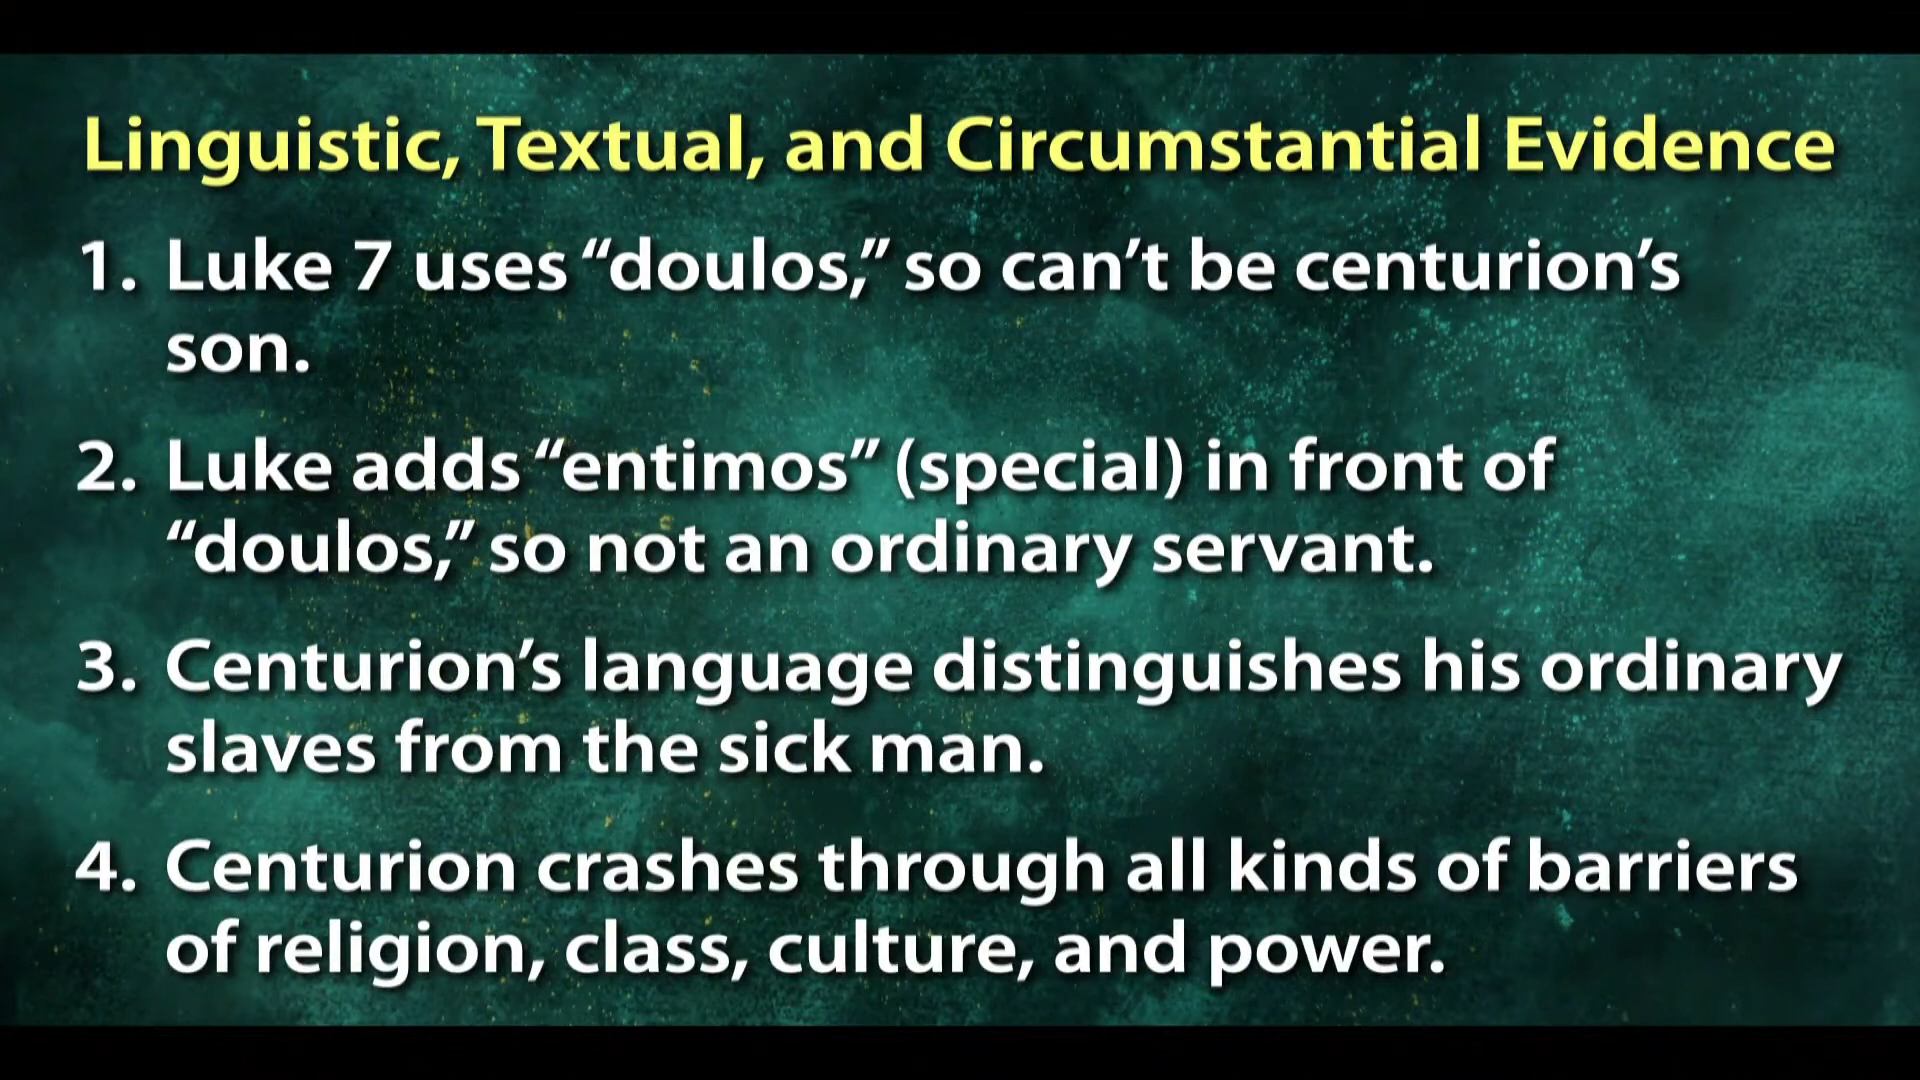 Linguistic, Textual, and Circumstantial Evidence
1. Luke 7 uses “doulos,” so can’t be centurion’s
son.
2. Luke adds “entimos” (special) in front of
“doulos,” so not an ordinary servant.
3. Centurion’s language distinguishes his ordinary
slaves from the sick man.
4. Centurion crashes through all kinds of barriers
of religion, class, culture, and power.